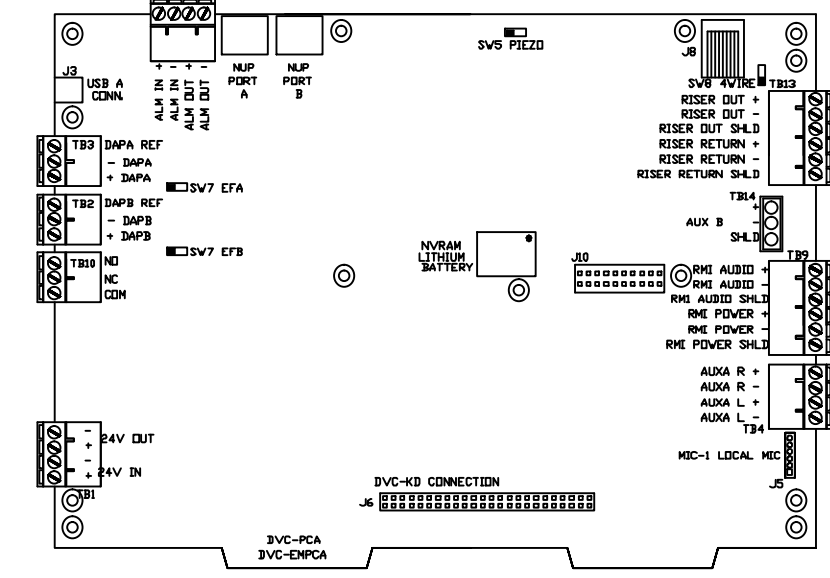 SW5 PIEZO
J8
J3
USB A
CONN.
ALM IN +
ALM IN -
ALM OUT +
ALM OUT -
NUP
PORT
A
NUP
PORT
B
SW8 4WIRE
TB13
RISER OUT +
RISER OUT -
RISER OUT SHLD
RISER RETURN +
RISER RETURN -
RISER RETURN SHLD
TB3
DAPA REF
- DAPA
+ DAPA
SW7 EFA
TB2
DAPB REF
- DAPB
+ DAPB
SW7 EFB
TB14
+
AUX B -
SHLD
TB10
NO
NC
COM
NVRAM
LITHIUM
BATTERY
J10
TB9
RMI AUDIO +
RMI AUDIO -
RM1 AUDIO SHLD
RMI POWER +
RMI POWER -
RMI POWER SHLD
AUXA R +
AUXA R -
AUXA L +
AUXA L -
TB4
-
24V OUT
+
-
+ 24V IN
TB1
MIC-1 LOCAL MIC
J5
DVC-KD CONNECTION
J6
DVC-PCA
DVC-EMPCA